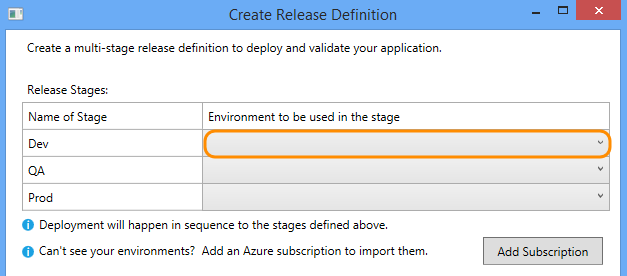 Create Release Definition
Create a multi-stage release definition to deploy and validate your application.
Release Stages:
Name of Stage Environment to be used in the stage
Dev
QA
Prod
Deployment will happen in sequence to the stages defined above.
Can't see your environments? Add an Azure subscription to import them. Add Subscription